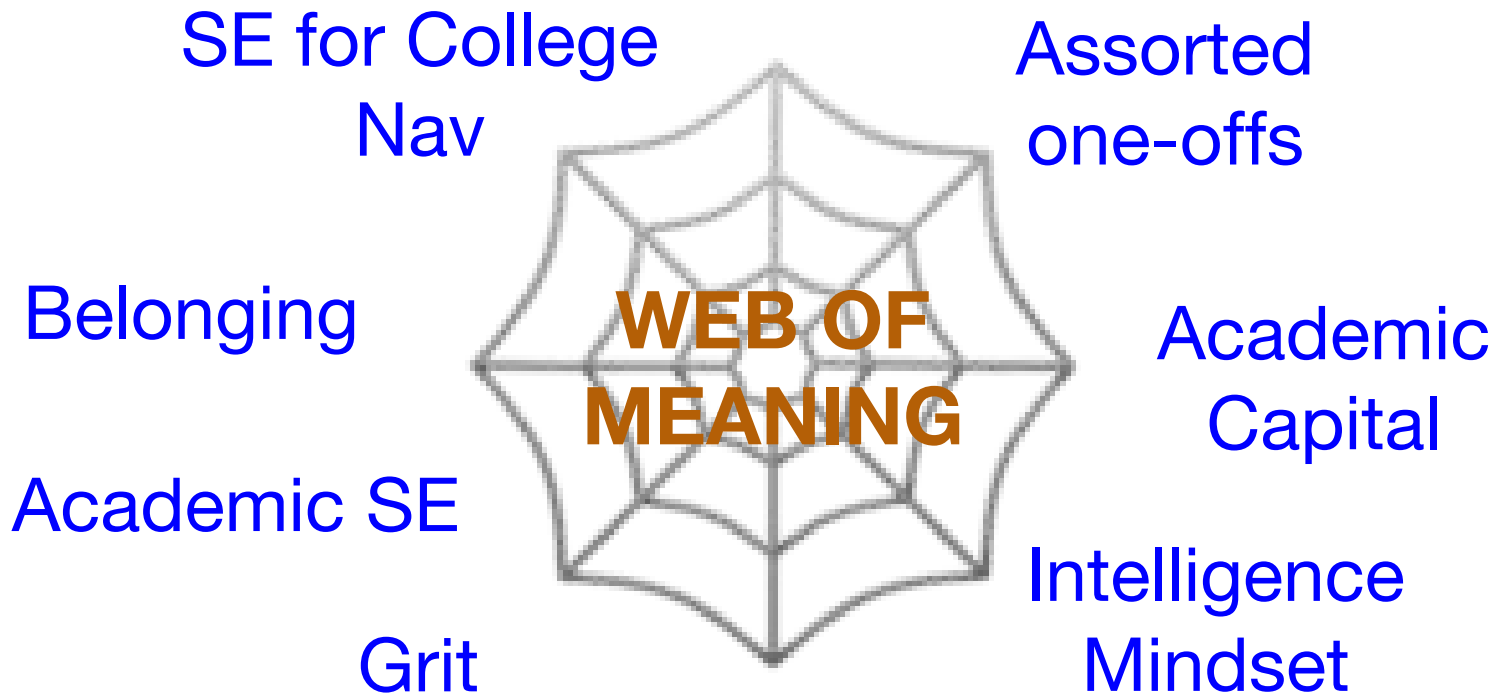 SE for College
Nav
Assorted
one-offs
Belonging
WEB OF
MEANING
Academic
Capital
Academic SE
Intelligence
Mindset
Grit